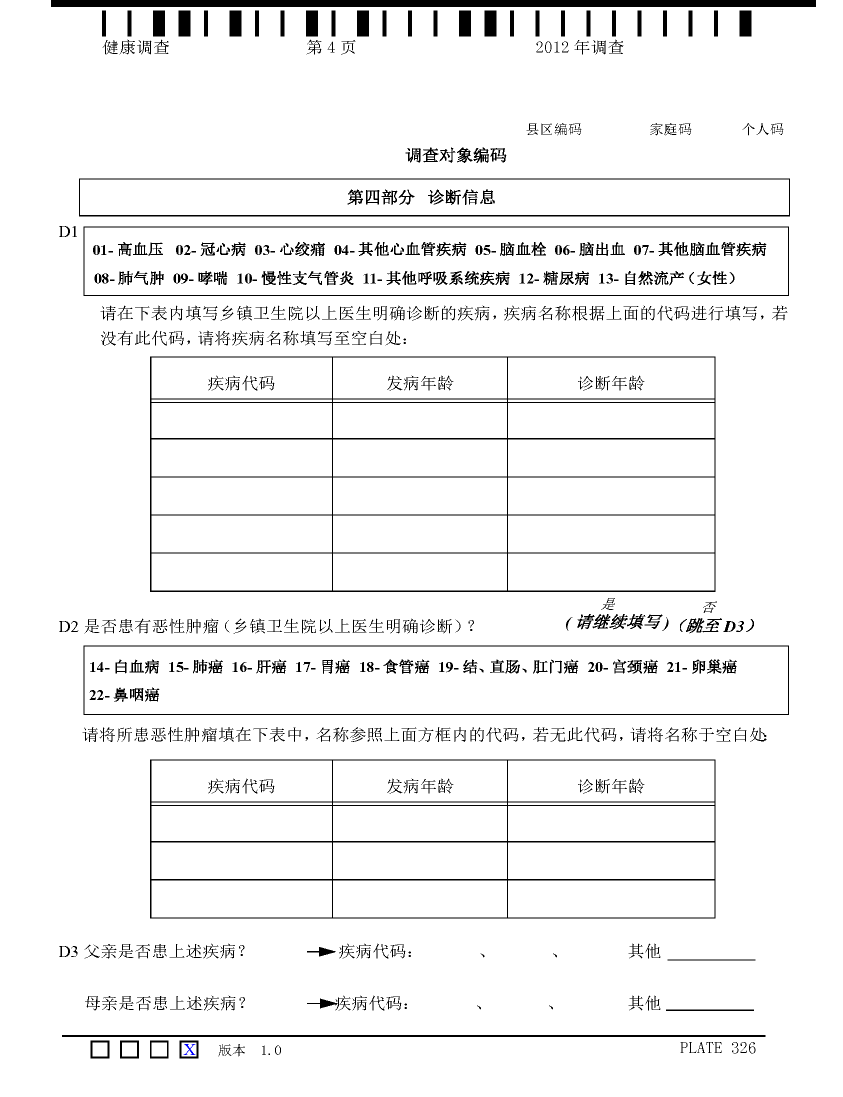 健康调查 第 4 页 2012 年调查
县区编码 家庭码 个人码
调查对象编码
第四部分 诊断信息
D1
01- 高血压 02- 冠心病 03- 心绞痛 04- 其他心血管疾病 05- 脑血栓 06- 脑出血 07- 其他脑血管疾病
08- 肺气肿 09- 哮喘 10- 慢性支气管炎 11- 其他呼吸系统疾病 12- 糖尿病 13- 自然流产（女性）
请在下表内填写乡镇卫生院以上医生明确诊断的疾病，疾病名称根据上面的代码进行填写，若
没有此代码，请将疾病名称填写至空白处：
疾病代码 发病年龄 诊断年龄
是 否
D2 是否患有恶性肿瘤（乡镇卫生院以上医生明确诊断）？ （请继续填写）（跳至 D3）
14- 白血病 15- 肺癌 16- 肝癌 17- 胃癌 18- 食管癌 19- 结、直肠、肛门癌 20- 宫颈癌 21- 卵巢癌
22- 鼻咽癌
请将所患恶性肿瘤填在下表中，名称参照上面方框内的代码，若无此代码，请将名称于空白处：
疾病代码 发病年龄 诊断年龄
D3 父亲是否患上述疾病？ 疾病代码： 、 、 其他
母亲是否患上述疾病？ 疾病代码： 、 、 其他
X 版本 1.0 PLATE 326